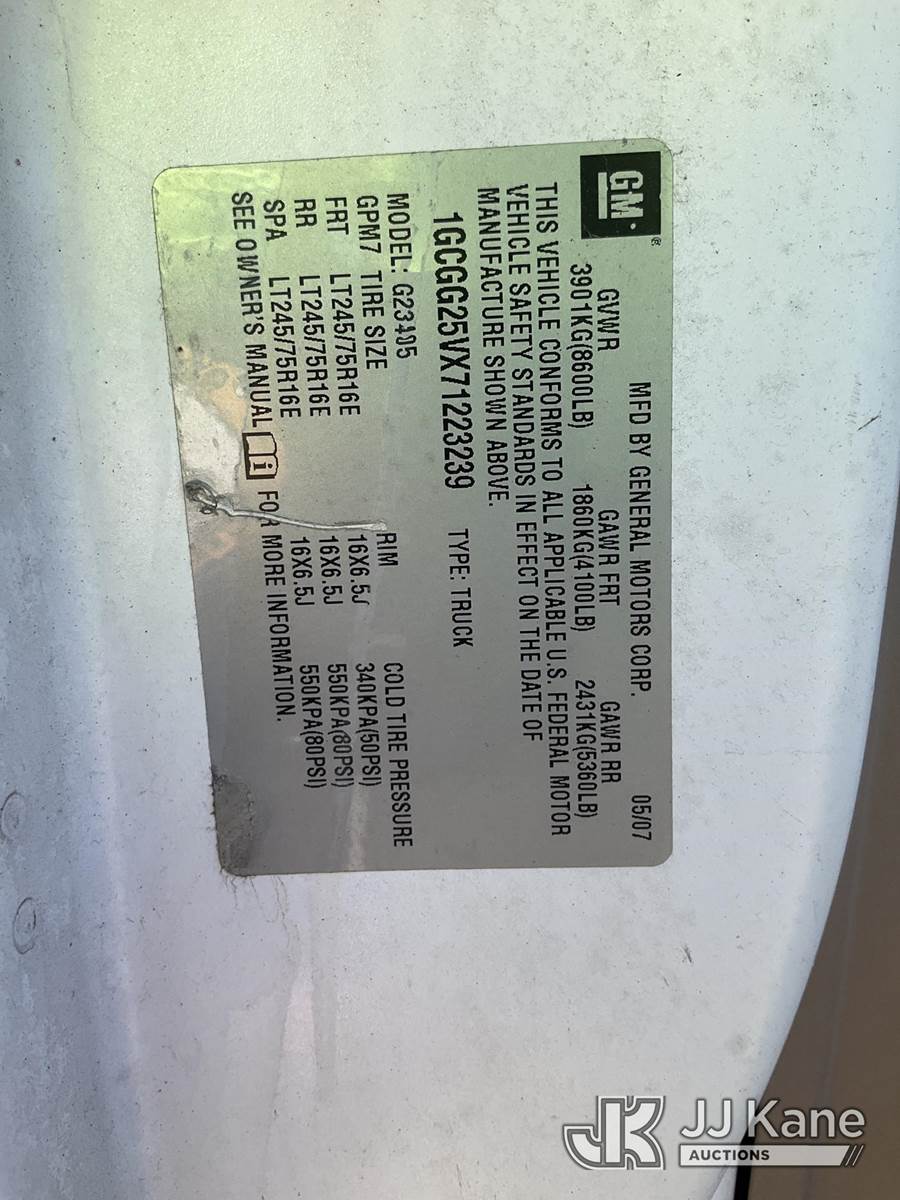 GM ®
MFD BY GENERAL MOTORS CORP. 05/07
GVWR GAWR FRT GAWR RR
3901KG(8600LB) 1860KG(4100LB) 2431KG(5360LB)
THIS VEHICLE CONFORMS TO ALL APPLICABLE U.S. FEDERAL MOTOR
VEHICLE SAFETY STANDARDS IN EFFECT ON THE DATE OF
MANUFACTURE SHOWN ABOVE.
1GCGG25VX71223239 TYPE: TRUCK
MODEL: G23405
GPM7 TIRE SIZE RIM COLD TIRE PRESSURE
FRT LT245/75R16E 16X6.5J 340KPA(50PSI)
RR LT245/75R16E 16X6.5J 550KPA(80PSI)
SPA LT245/75R16E 16X6.5J 550KPA(80PSI)
SEE OWNER'S MANUAL i FOR MORE INFORMATION.
JK JJ Kane
AUCTIONS